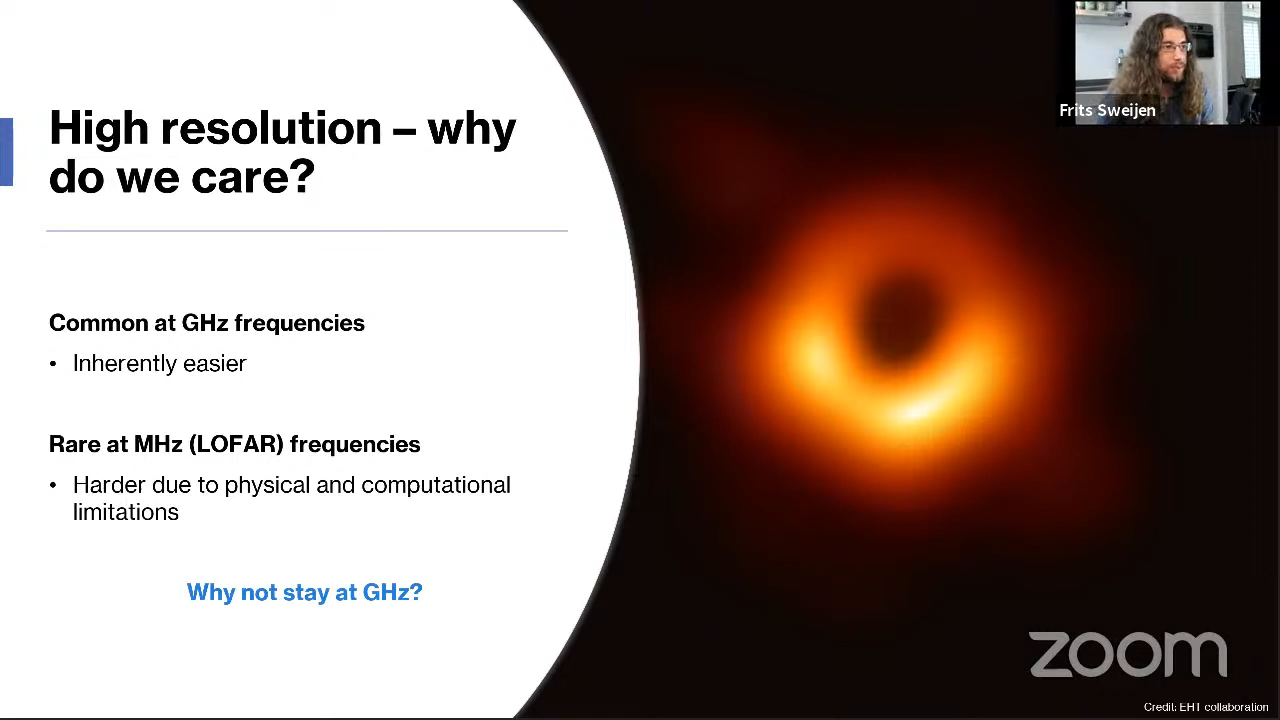 High resolution – why
do we care?
Common at GHz frequencies
• Inherently easier
Rare at MHz (LOFAR) frequencies
• Harder due to physical and computational
limitations
Why not stay at GHz?
Frits Sweijen
zoom
Credit: EHT collaboration